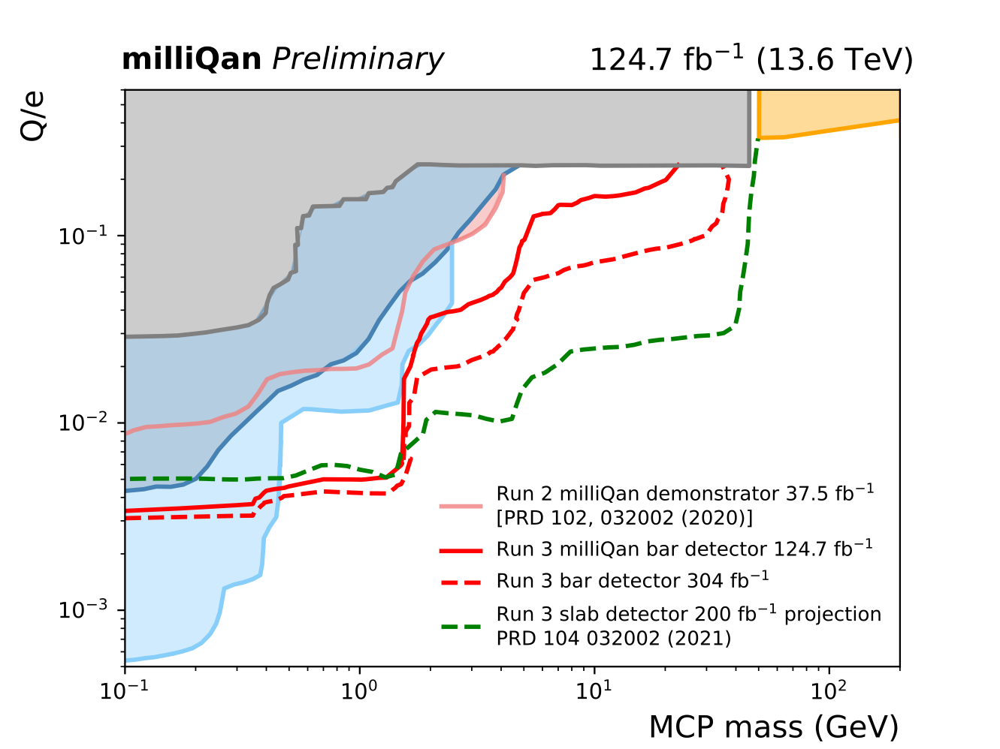 milliQan Preliminary 124.7 fb⁻¹ (13.6 TeV)
Q/e
10⁻¹
10⁻²
10⁻³
Run 2 milliQan demonstrator 37.5 fb⁻¹
[PRD 102, 032002 (2020)]
Run 3 milliQan bar detector 124.7 fb⁻¹
Run 3 bar detector 304 fb⁻¹
Run 3 slab detector 200 fb⁻¹ projection
PRD 104 032002 (2021)
10⁻¹ 10⁰ 10¹ 10²
MCP mass (GeV)